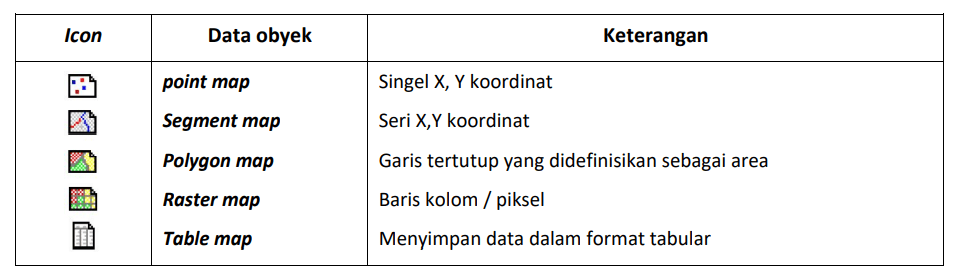 Icon Data obyek Keterangan
point map Singel X, Y koordinat
Segment map Seri X,Y koordinat
Polygon map Garis tertutup yang didefinisikan sebagai area
Raster map Baris kolom / piksel
Table map Menyimpan data dalam format tabular